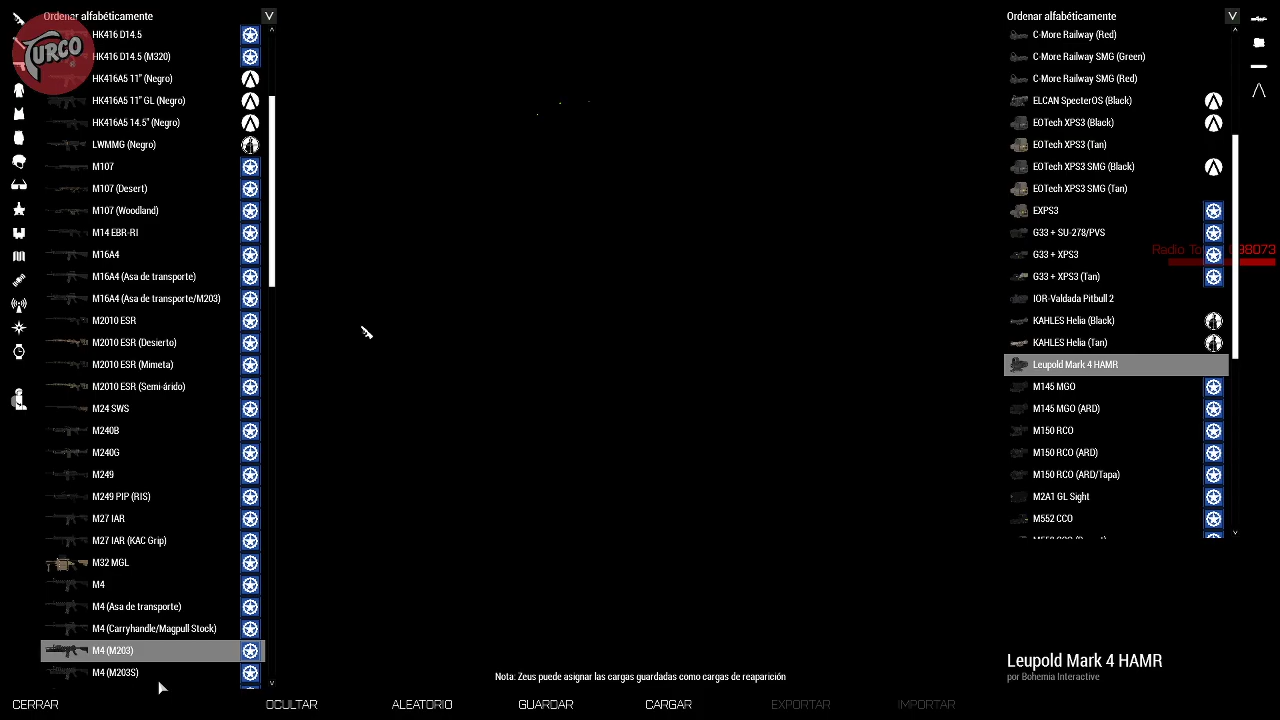 Ordenar alfabéticamente
TURCO
HK416 D14.5
HK416 D14.5 (M320)
HK416A5 11" (Negro)
HK416A5 11" GL (Negro)
HK416A5 14.5" (Negro)
LWMMG (Negro)
M107
M107 (Desert)
M107 (Woodland)
M14 EBR-RI
M16A4
M16A4 (Asa de transporte)
M16A4 (Asa de transporte/M203)
M2010 ESR
M2010 ESR (Desierto)
M2010 ESR (Mimeta)
M2010 ESR (Semi-árido)
M24 SWS
M240B
M240G
M249
M249 PIP (RIS)
M27 IAR
M27 IAR (KAC Grip)
M32 MGL
M4
M4 (Asa de transporte)
M4 (Carryhandle/Magpull Stock)
M4 (M203)
M4 (M203S)
Ordenar alfabéticamente
C-More Railway (Red)
C-More Railway SMG (Green)
C-More Railway SMG (Red)
ELCAN SpecterOS (Black)
EOTech XPS3 (Black)
EOTech XPS3 (Tan)
EOTech XPS3 SMG (Black)
EOTech XPS3 SMG (Tan)
EXPS3
G33 + SU-278/PVS
G33 + XPS3
G33 + XPS3 (Tan)
IOR-Valdada Pitbull 2
KAHLES Helia (Black)
KAHLES Helia (Tan)
Leupold Mark 4 HAMR
M145 MGO
M145 MGO (ARD)
M150 RCO
M150 RCO (ARD)
M150 RCO (ARD/Tapa)
M2A1 GL Sight
M552 CCO
Radio
Leupold Mark 4 HAMR
por Bohemia Interactive
Nota: Zeus puede asignar las cargas guardadas como cargas de reaparición
CERRAR OCULTAR ALEATORIO GUARDAR CARGAR EXPORTAR IMPORTAR